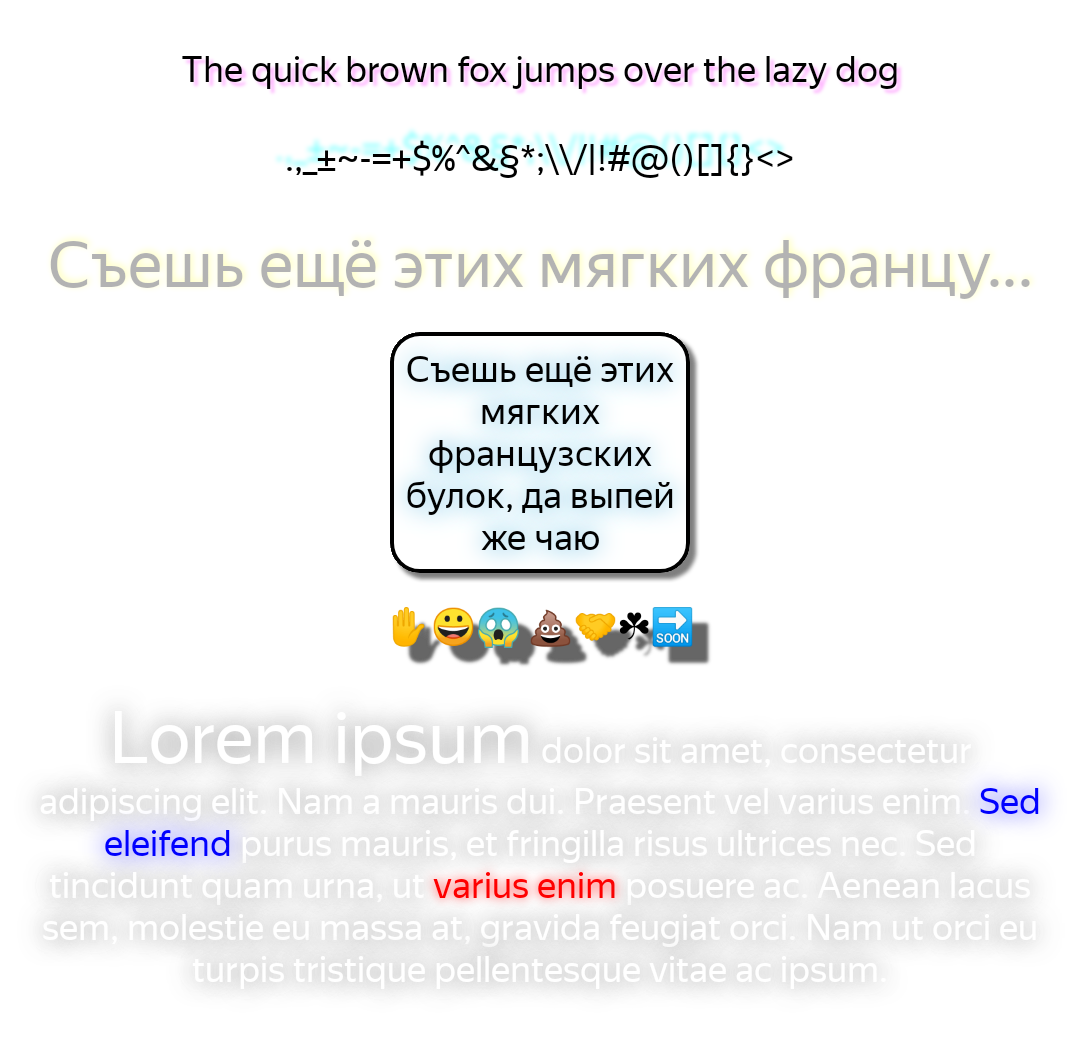 The quick brown fox jumps over the lazy dog
.,_±~-=+$%^&§*;\\/|!#@()[]{}<>
Съешь ещё этих мягких францу...
Съешь ещё этих
мягких
французских
булок, да выпей
же чаю
✋😀😱💩🤝☘🔜
Lorem ipsum dolor sit amet, consectetur
adipiscing elit. Nam a mauris dui. Praesent vel varius enim. Sed
eleifend purus mauris, et fringilla risus ultrices nec. Sed
tincidunt quam urna, ut varius enim posuere ac. Aenean lacus
sem, molestie eu massa at, gravida feugiat orci. Nam ut orci eu
turpis tristique pellentesque vitae ac ipsum.